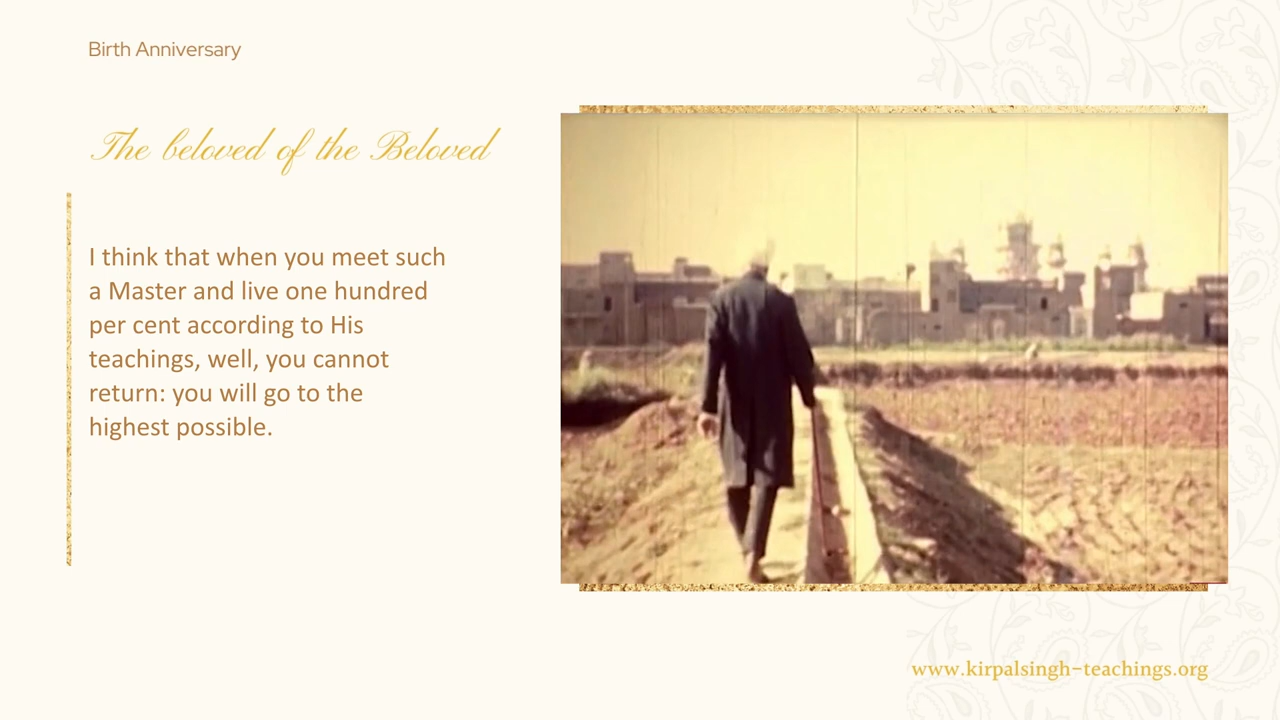 Birth Anniversary
The beloved of the Beloved
I think that when you meet such
a Master and live one hundred
per cent according to His
teachings, well, you cannot
return: you will go to the
highest possible.
www.kirpalsingh-teachings.org